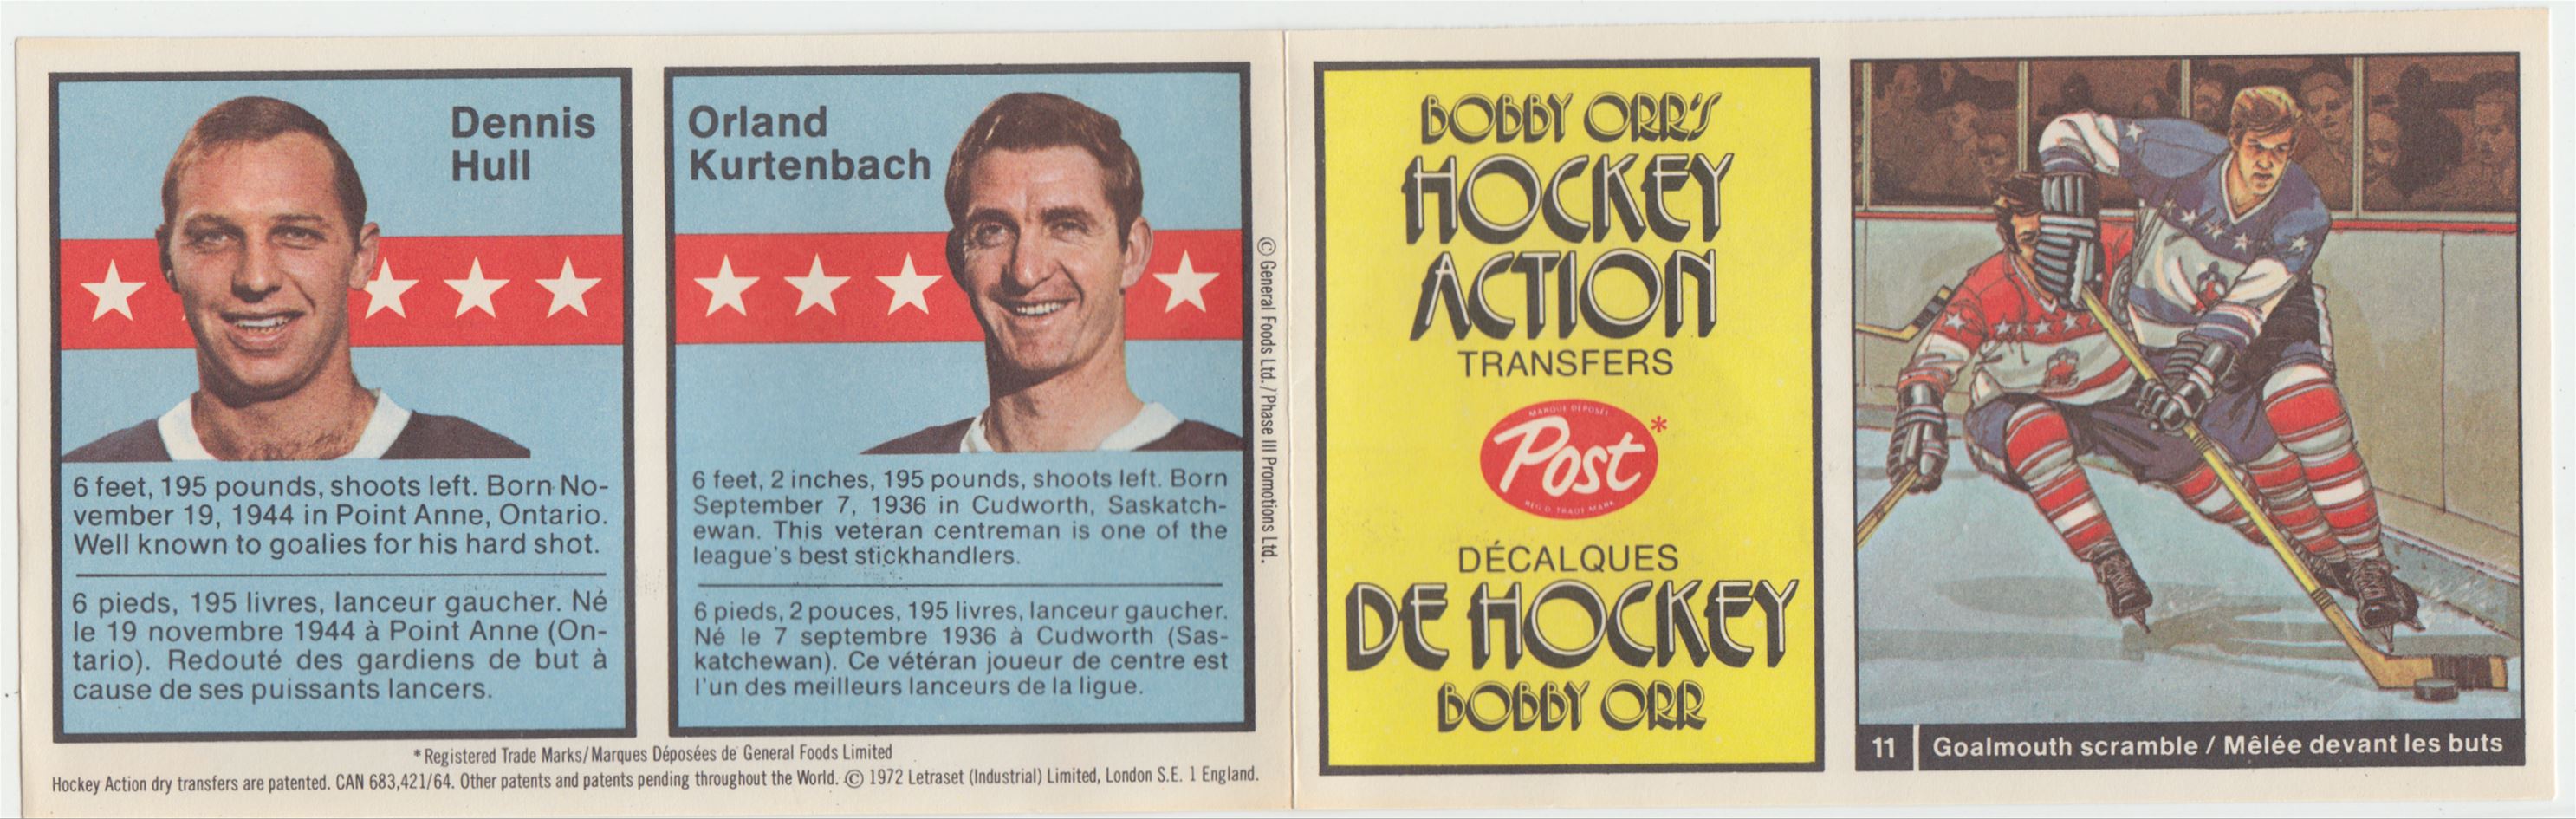 Dennis
Hull
6 feet, 195 pounds, shoots left. Born No-
vember 19, 1944 in Point Anne, Ontario.
Well known to goalies for his hard shot.
6 pieds, 195 livres, lanceur gaucher. Né
le 19 novembre 1944 à Point Anne (On-
tario). Redouté des gardiens de but à
cause de ses puissants lancers.
Orland
Kurtenbach
6 feet, 2 inches, 195 pounds, shoots left. Born
September 7, 1936 in Cudworth, Saskatch-
ewan. This veteran centreman is one of the
league's best stickhandlers.
6 pieds, 2 pouces, 195 livres, lanceur gaucher.
Né le 7 septembre 1936 à Cudworth (Sas-
katchewan). Ce vétéran joueur de centre est
l'un des meilleurs lanceurs de la ligue.
© General Foods Ltd./Phase III Promotions Ltd.
*Registered Trade Marks/Marques Déposées de General Foods Limited
Hockey Action dry transfers are patented. CAN 683,421/64. Other patents and patents pending throughout the World. © 1972 Letraset (Industrial) Limited, London S.E. 1 England.
BOBBY ORR'S
HOCKEY
ACTION
TRANSFERS
MARQUE DÉPOSÉE
Post*
REG'D. TRADE MARK
DÉCALQUES
DE HOCKEY
BOBBY ORR
11 Goalmouth scramble / Mêlée devant les buts